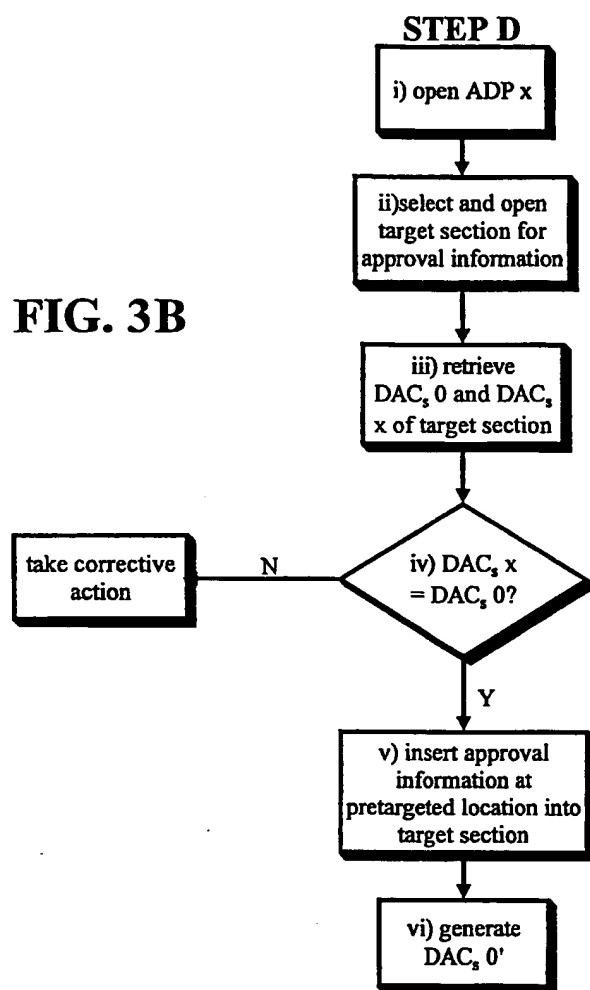 STEP D
i) open ADP x
ii)select and open
target section for
approval information
FIG. 3B
iii) retrieve
DACs 0 and DACs
x of target section
take corrective
action
N
iv) DACs x
= DACs 0?
Y
v) insert approval
information at
pretargeted location into
target section
vi) generate
DACs 0'